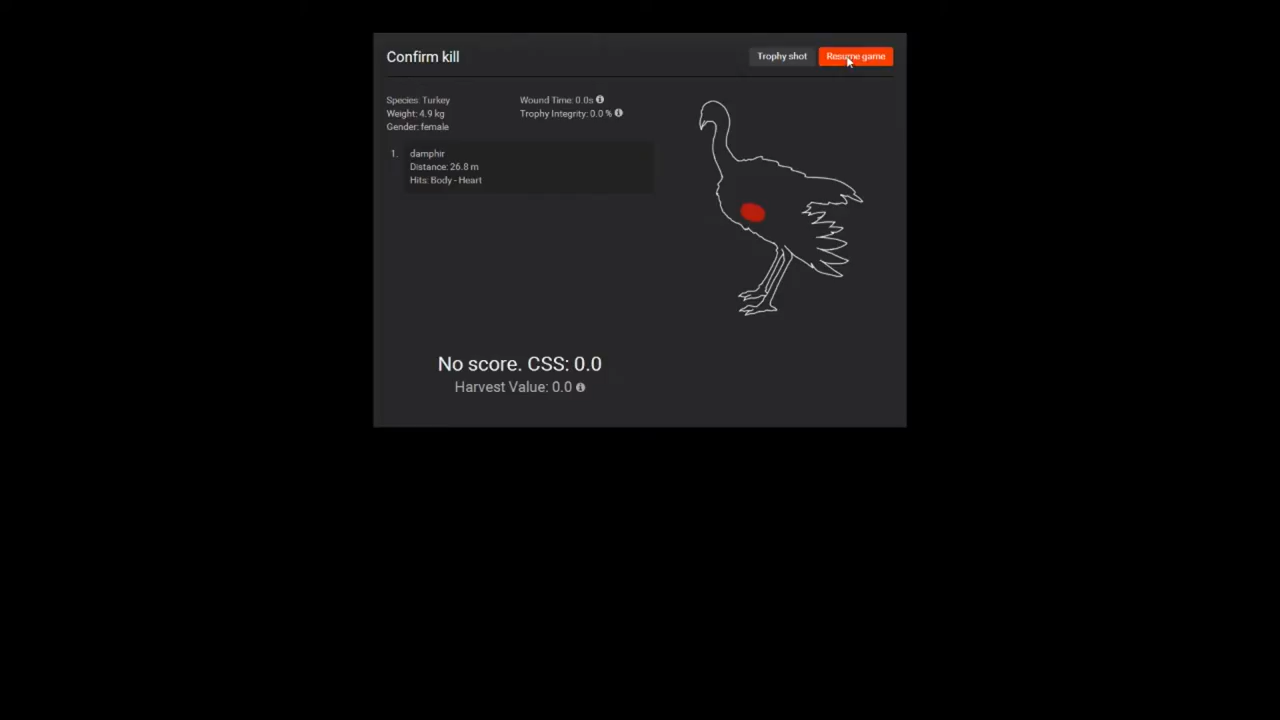 Confirm kill
Trophy shot
Resume game
Species: Turkey
Weight: 4.9 kg
Gender: female
Wound Time: 0.0s
Trophy Integrity: 0.0 %
1. damphir
Distance: 26.8 m
Hits: Body - Heart
No score. CSS: 0.0
Harvest Value: 0.0